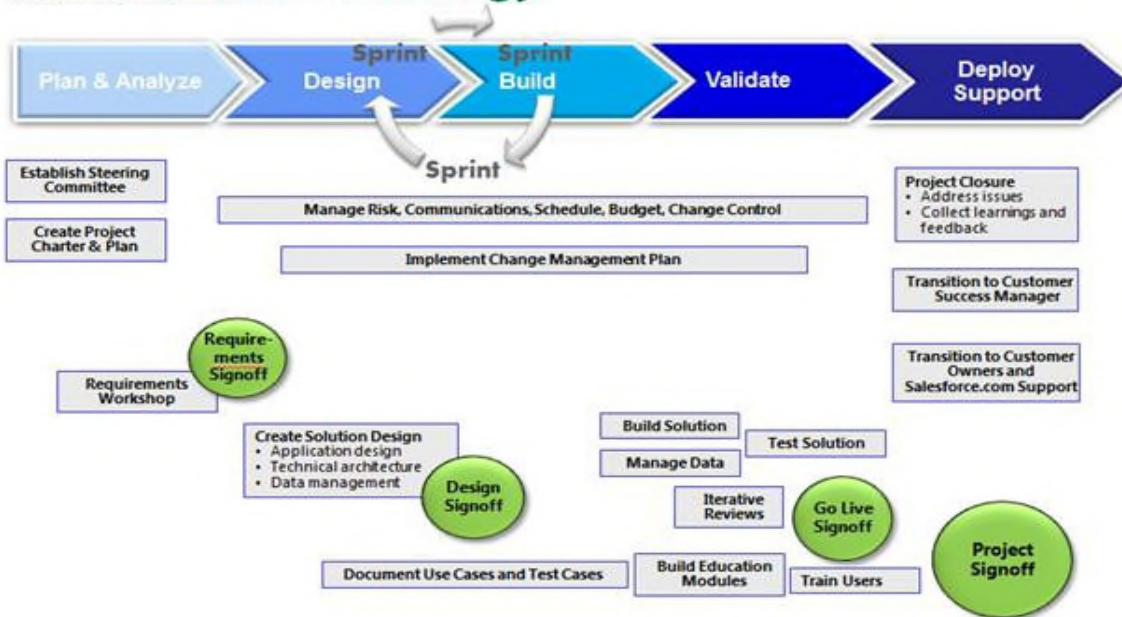 Sprint Sprint
Plan & Analyze
Design
Build
Validate
Deploy
Support
Sprint
Establish Steering
Committee
Create Project
Charter & Plan
Manage Risk, Communications, Schedule, Budget, Change Control
Implement Change Management Plan
Project Closure
• Address issues
• Collect learnings and
feedback
Transition to Customer
Success Manager
Transition to Customer
Owners and
Salesforce.com Support
Require-
ments
Signoff
Requirements
Workshop
Create Solution Design
• Application design
• Technical architecture
• Data management
Design
Signoff
Build Solution
Test Solution
Manage Data
Iterative
Reviews
Go Live
Signoff
Document Use Cases and Test Cases
Build Education
Modules
Train Users
Project
Signoff